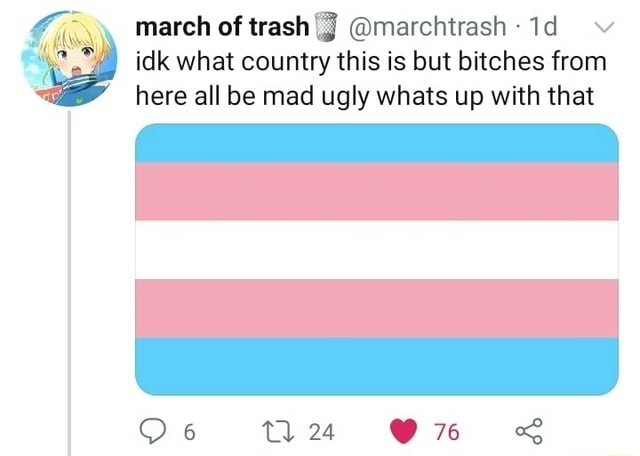 march of trash🗑 @marchtrash · 1d
idk what country this is but bitches from
here all be mad ugly whats up with that
6 24 76